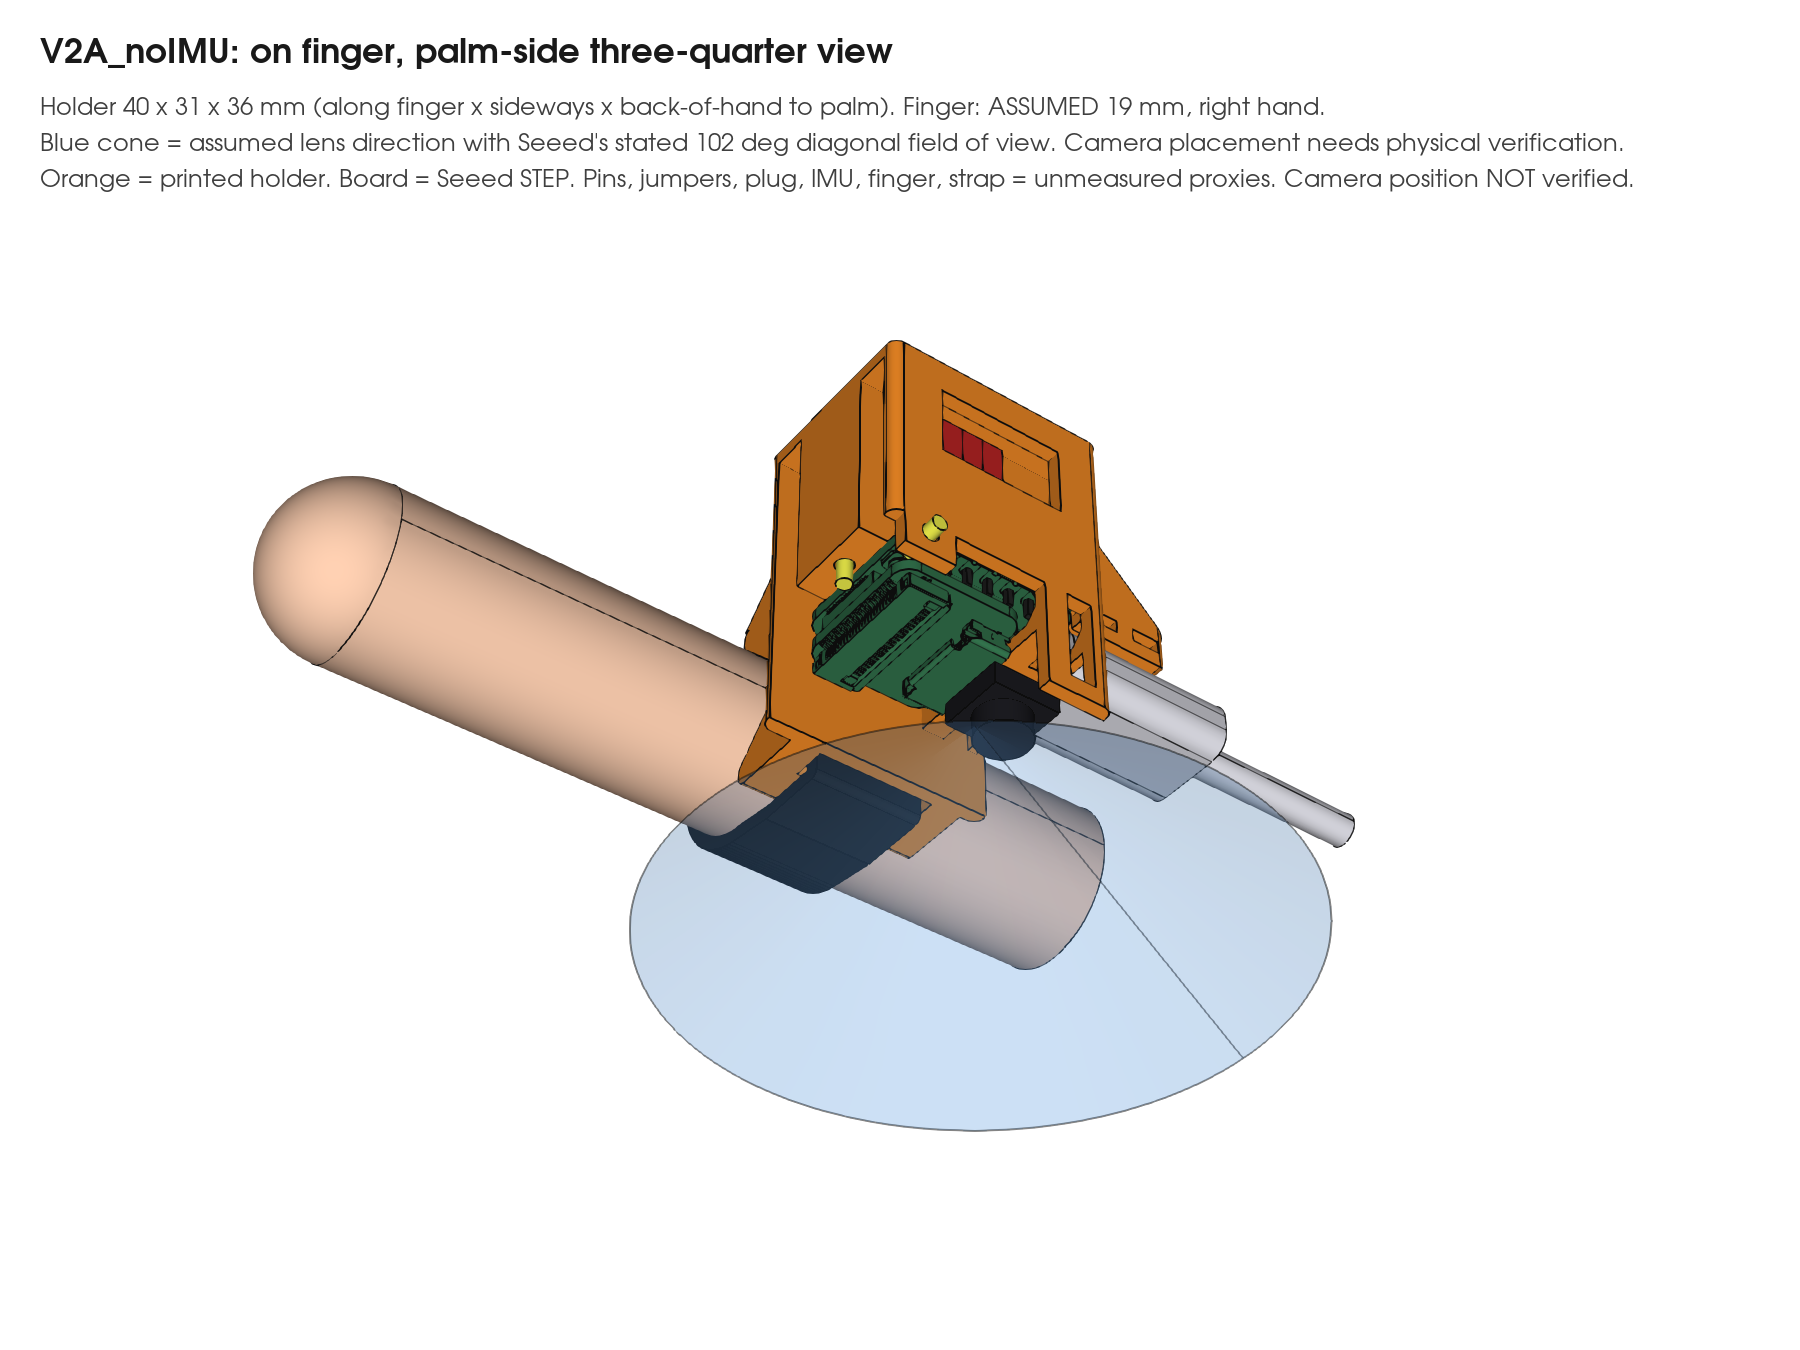 V2A_noIMU: on finger, palm-side three-quarter view
Holder 40 x 31 x 36 mm (along finger x sideways x back-of-hand to palm). Finger: ASSUMED 19 mm, right hand.
Blue cone = assumed lens direction with Seeed's stated 102 deg diagonal field of view. Camera placement needs physical verification.
Orange = printed holder. Board = Seeed STEP. Pins, jumpers, plug, IMU, finger, strap = unmeasured proxies. Camera position NOT verified.